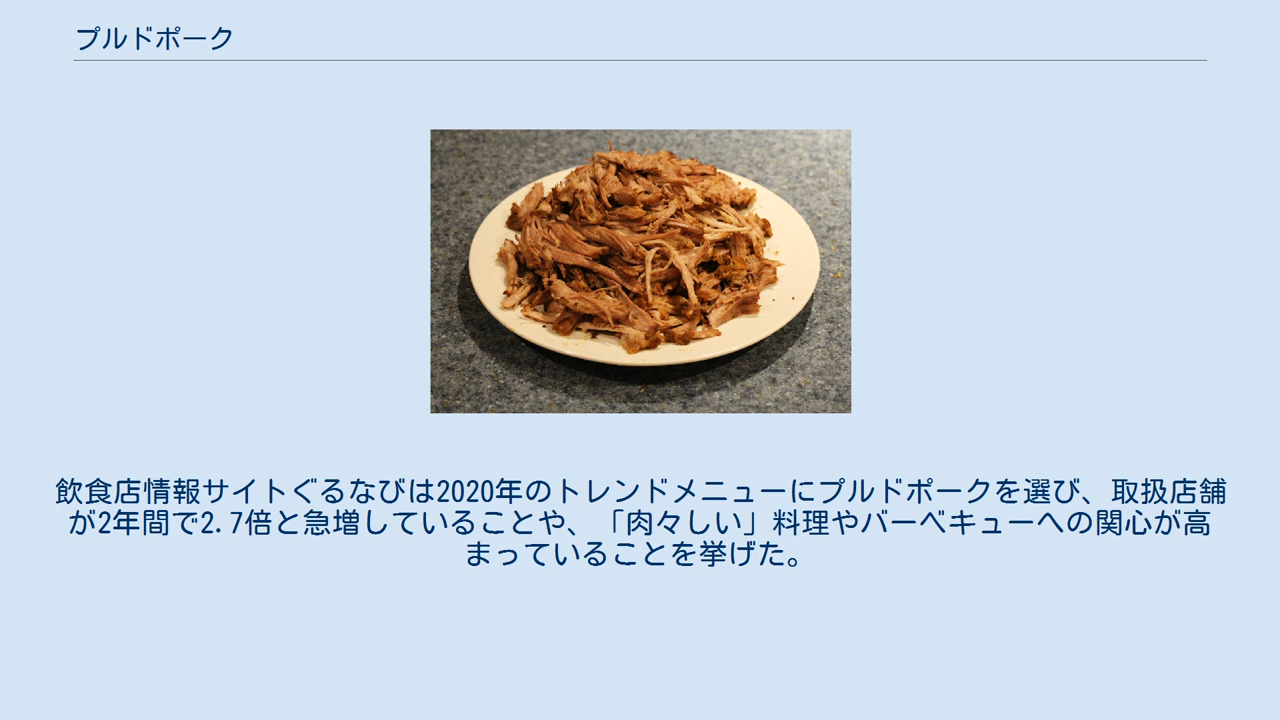 プルドポーク
飲食店情報サイトぐるなびは2020年のトレンドメニューにプルドポークを選び、取扱店舗
が2年間で2.7倍と急増していることや、「肉々しい」料理やバーベキューへの関心が高
まっていることを挙げた。